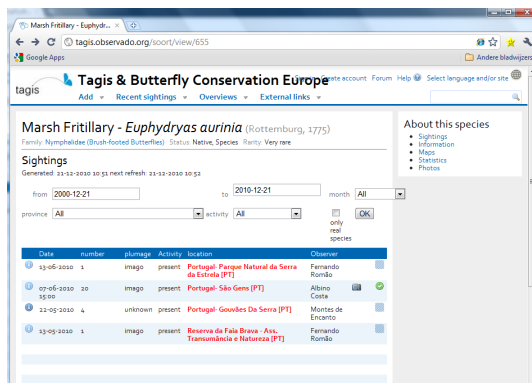 Marsh Fritillary - Euphydr...
tagis.observado.org/soort/view/655
Google Apps
Andere bladwijzers
tagis
Tagis & Butterfly Conservation Europe
Create account Forum Help Select language and/or site
Add Recent sightings Overviews External links
Marsh Fritillary - Euphydryas aurinia (Rottemburg, 1775)
Family: Nymphalidae (Brush-footed Butterflies) Status: Native, Species Rarity: Very rare
Sightings
Generated: 21-12-2010 10:51 next refresh: 21-12-2010 10:52
from 2000-12-21 to 2010-12-21 month All
province All activity All only real species OK
Date number plumage Activity location Observer
13-06-2010 1 imago present Portugal- Parque Natural da Serra da Estrela [PT] Fernando Romão
07-06-2010 15:00 20 imago present Portugal- São Gens [PT] Albino Costa
22-05-2010 4 unknown present Portugal- Gouvães Da Serra [PT] Montes de Encanto
13-05-2010 1 imago present Reserva da Faia Brava - Ass. Transumância e Natureza [PT] Fernando Romão
About this species
Sightings
Information
Maps
Statistics
Photos